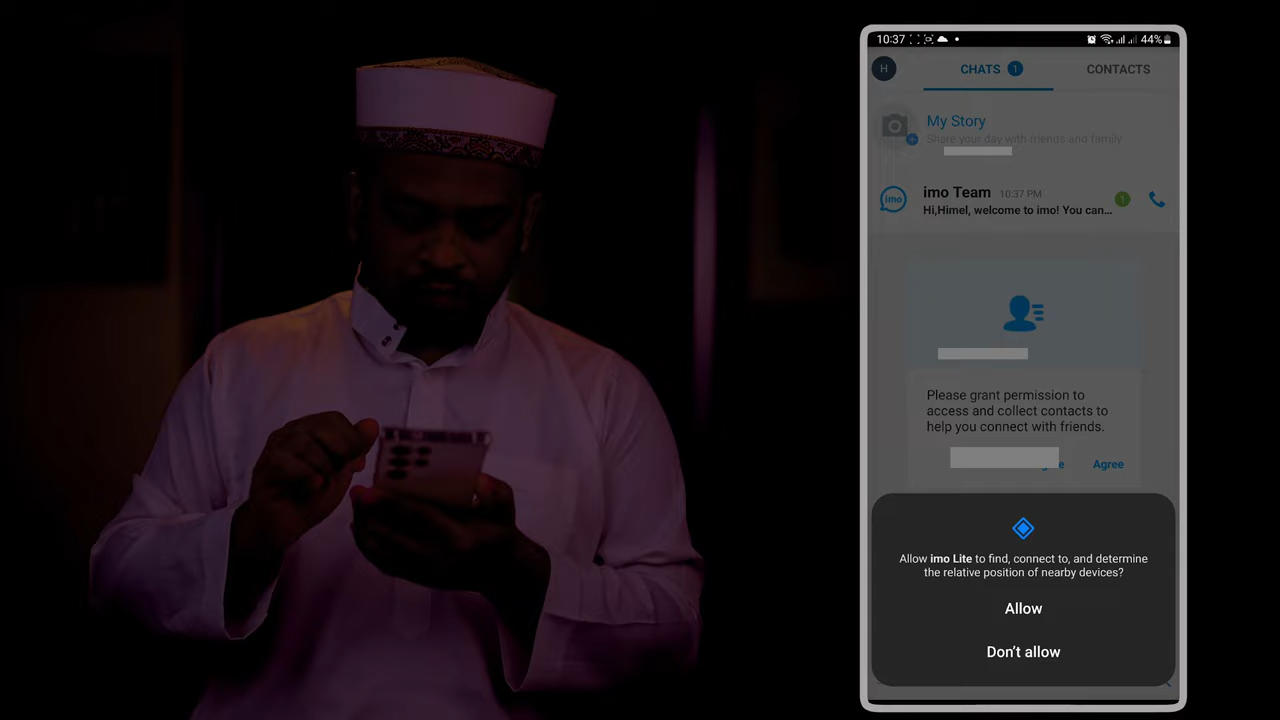 10:37
44%
H
CHATS 1
CONTACTS
My Story
Share your day with friends and family
imo
imo Team 10:37 PM
Hi,Himel, welcome to imo! You can...
1
Please grant permission to
access and collect contacts to
help you connect with friends.
Agree
Allow imo Lite to find, connect to, and determine
the relative position of nearby devices?
Allow
Don't allow